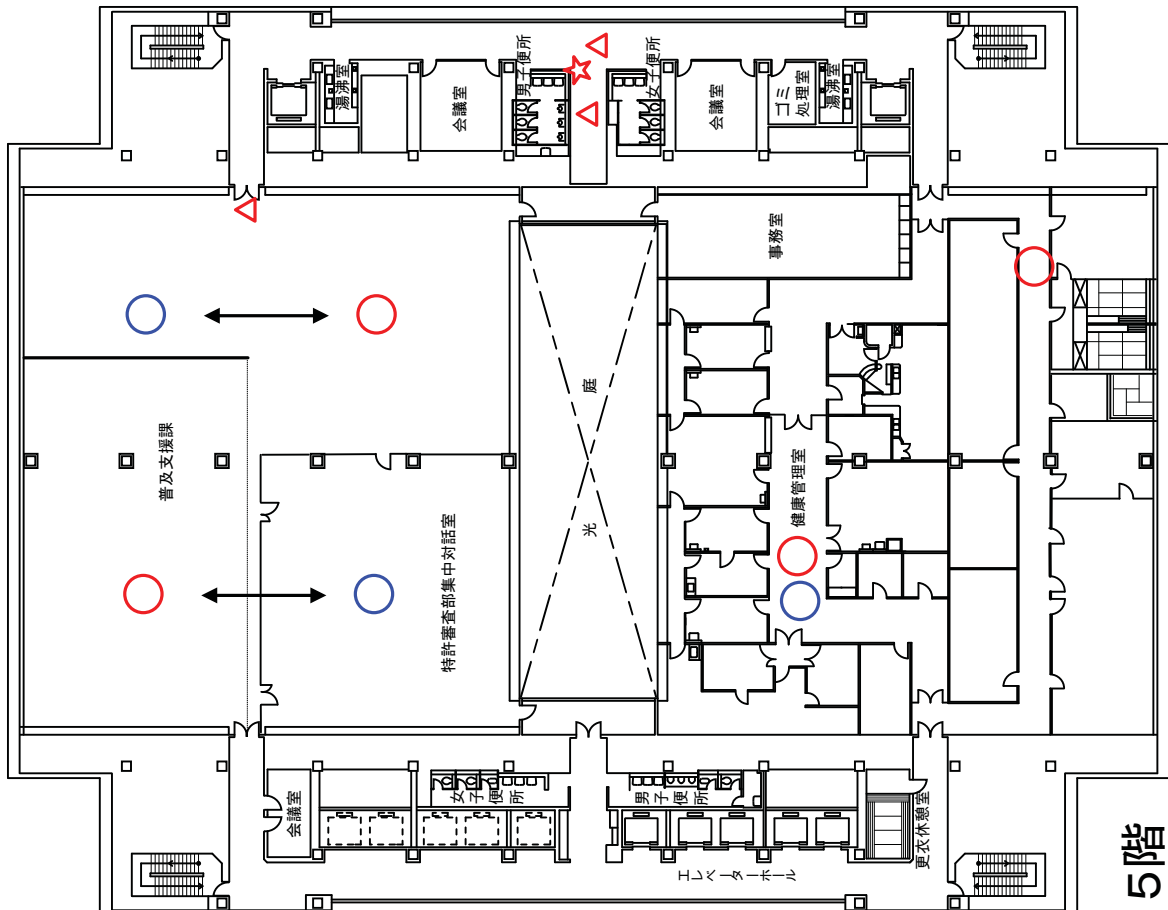 男子便所
女子便所
湯沸室
会議室
会議室
ゴミ
処理室
湯沸室
事務室
普及支援課
特許審査部集中対話室
光庭
健康管理室
会議室
女子便所
男子便所
エレベーターホール
更衣休憩室
5階